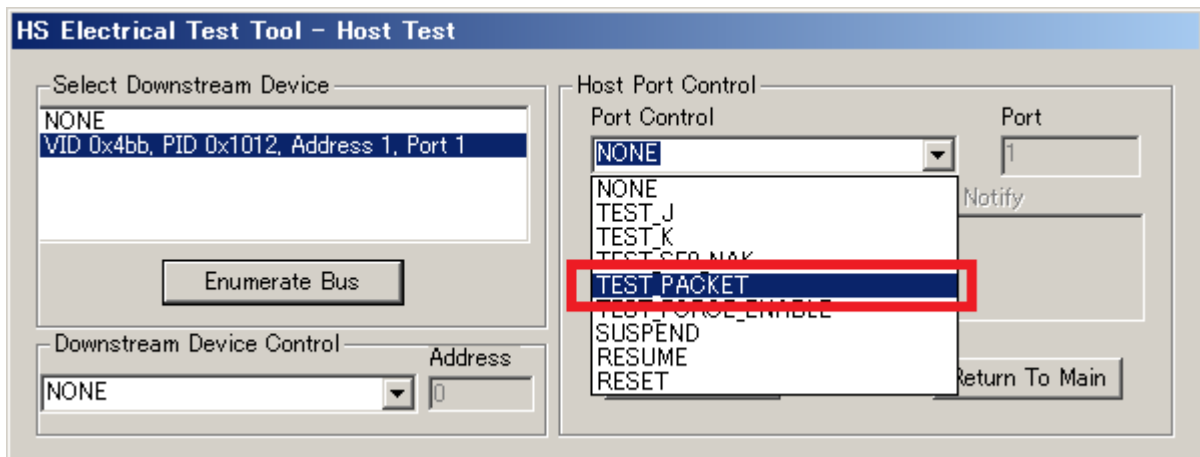 HS Electrical Test Tool - Host Test
Select Downstream Device
NONE
VID 0x4bb, PID 0x1012, Address 1, Port 1
Enumerate Bus
Downstream Device Control
Address
NONE
0
Host Port Control
Port Control
Port
NONE
1
NONE
TEST_J
TEST_K
TEST_SE0_NAK
TEST_PACKET
TEST_FORCE_ENABLE
SUSPEND
RESUME
RESET
Notify
Return To Main